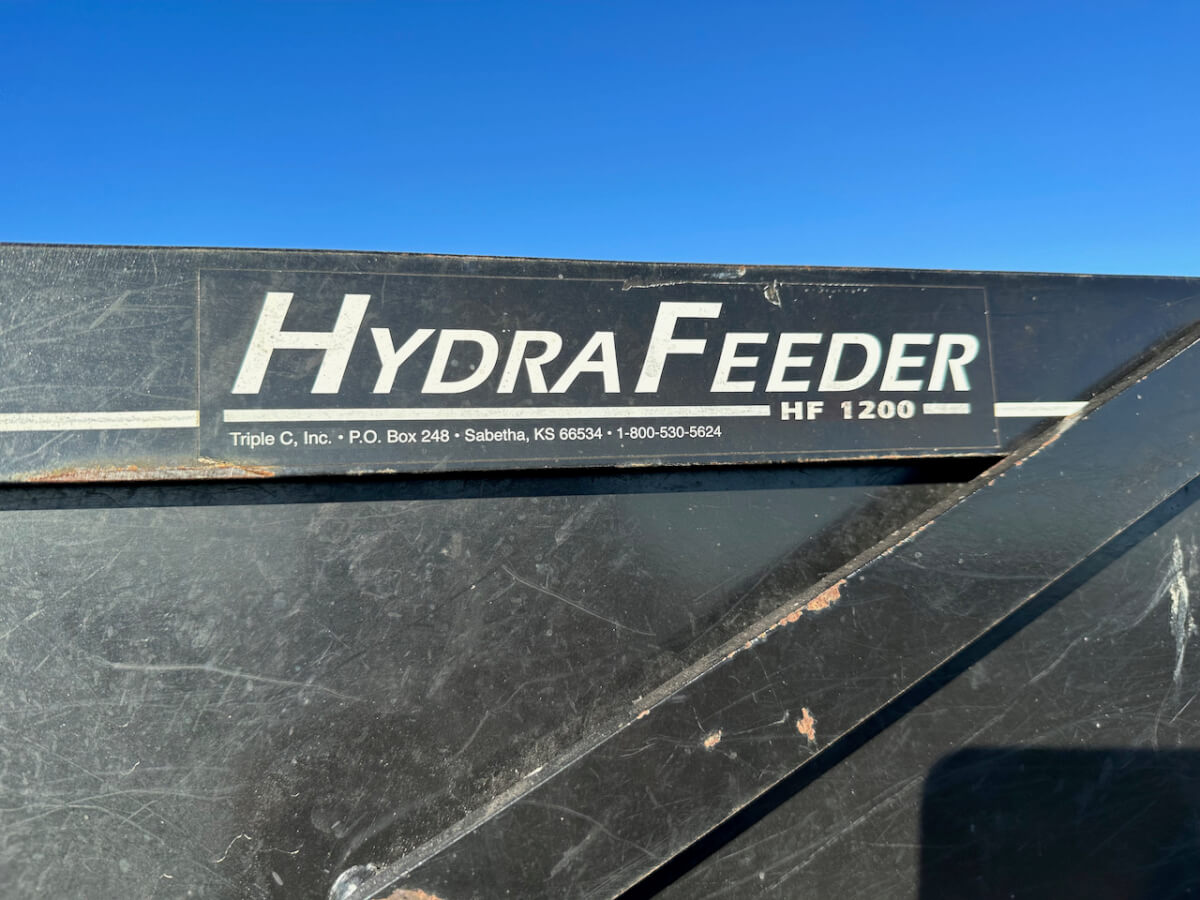 HYDRAFEEDER
HF 1200
Triple C, Inc. • P.O. Box 248 • Sabetha, KS 66534 • 1-800-530-5624